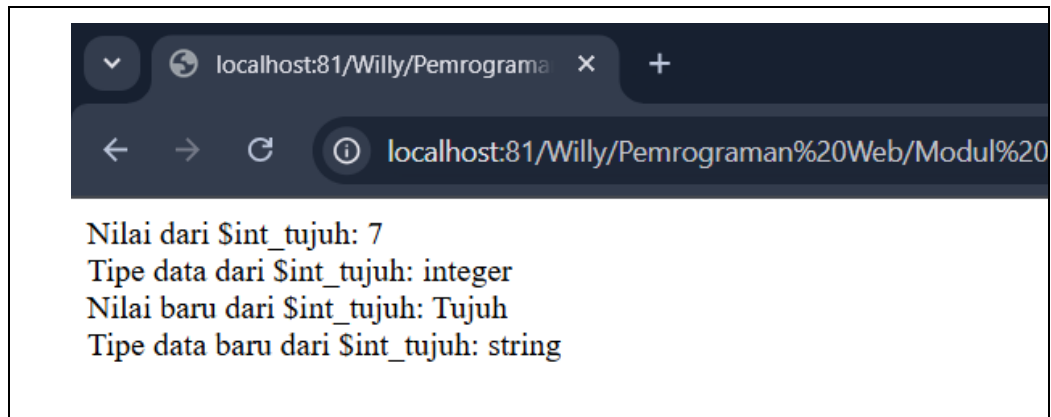 localhost:81/Willy/Pemrograma
localhost:81/Willy/Pemrograman%20Web/Modul%20
Nilai dari $int_tujuh: 7
Tipe data dari $int_tujuh: integer
Nilai baru dari $int_tujuh: Tujuh
Tipe data baru dari $int_tujuh: string